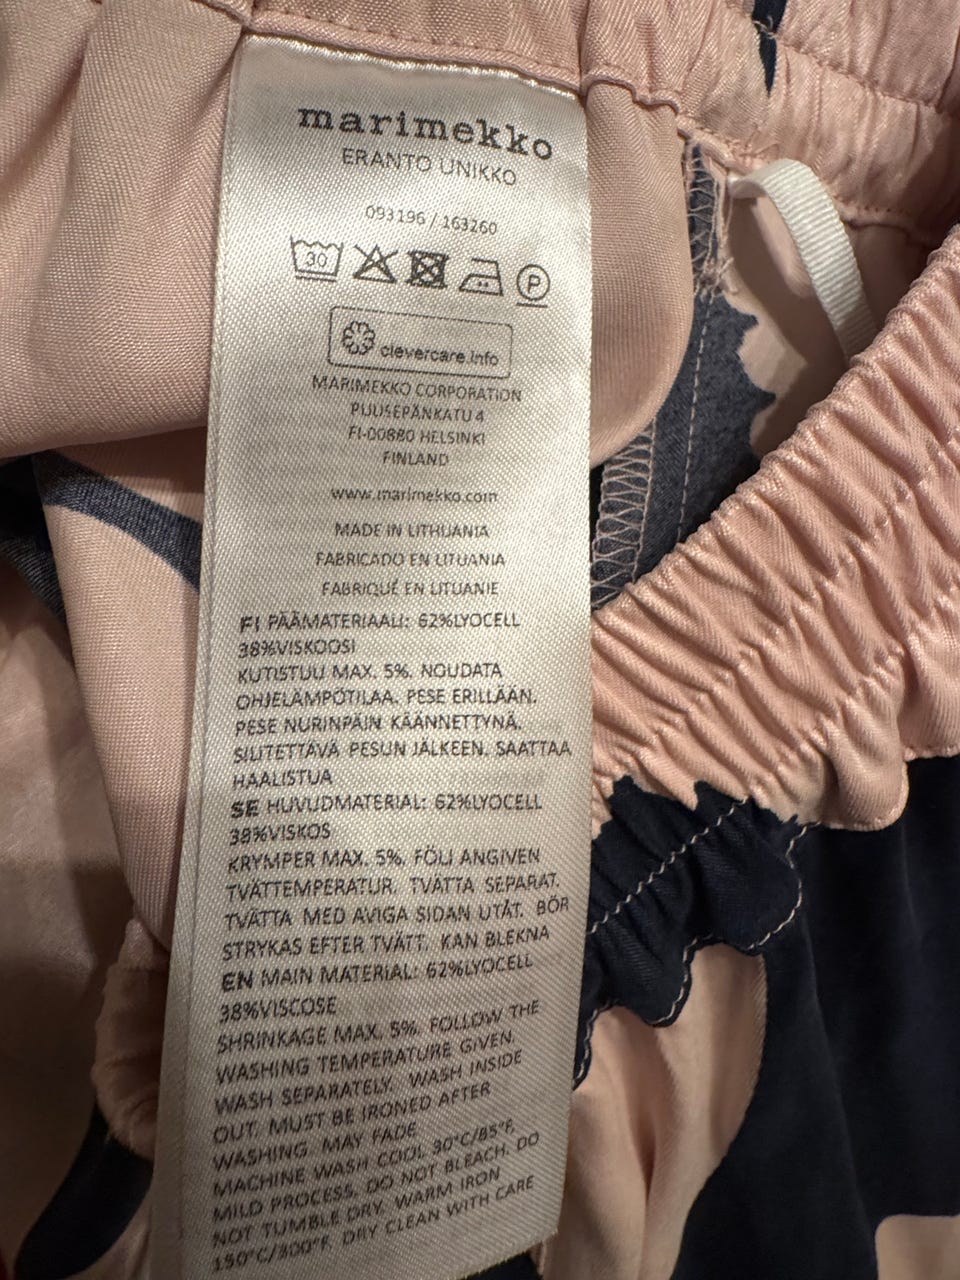 marimekko
ERANTO UNIKKO
093196 / 163260
30
P
clevercare.info
MARIMEKKO CORPORATION
PUUSEPÄNKATU 4
FI-00880 HELSINKI
FINLAND
www.marimekko.com
MADE IN LITHUANIA
FABRICADO EN LITUANIA
FABRIQUÉ EN LITUANIE
FI PÄÄMATERIAALI: 62%LYOCELL
38%VISKOOSI
KUTISTUU MAX. 5%. NOUDATA
OHJELÄMPÖTILAA. PESE ERILLÄÄN.
PESE NURINPÄIN KÄÄNNETTYNÄ.
SILITETTÄVÄ PESUN JÄLKEEN. SAATTAA
HAALISTUA
SE HUVUDMATERIAL: 62%LYOCELL
38%VISKOS
KRYMPER MAX. 5%. FÖLJ ANGIVEN
TVÄTTEMPERATUR. TVÄTTA SEPARAT.
TVÄTTA MED AVIGA SIDAN UTÅT. BÖR
STRYKAS EFTER TVÄTT. KAN BLEKNA
EN MAIN MATERIAL: 62%LYOCELL
38%VISCOSE
SHRINKAGE MAX. 5%. FOLLOW THE
WASHING TEMPERATURE GIVEN.
WASH SEPARATELY. WASH INSIDE
OUT. MUST BE IRONED AFTER
WASHING. MAY FADE
MACHINE WASH COOL 30°C/85°F,
MILD PROCESS. DO NOT BLEACH. DO
NOT TUMBLE DRY. WARM IRON
150°C/300°F. DRY CLEAN WITH CARE